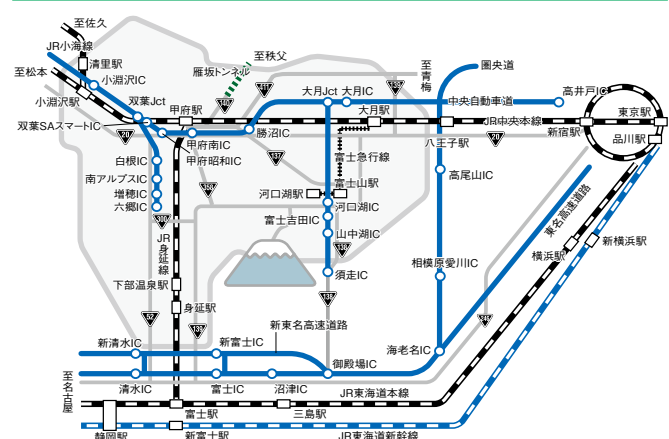 至佐久
JR小海線
清里駅
至松本
小淵沢IC
小淵沢駅
至秩父
雁坂トンネル
至青梅
圏央道
双葉Jct
甲府駅
大月Jct
大月IC
中央自動車道
高井戸IC
双葉SAスマートIC
勝沼IC
大月駅
JR中央本線
新宿駅
東京駅
品川駅
八王子駅
20
20
甲府南IC
甲府昭和IC
白根IC
南アルプスIC
増穂IC
六郷IC
富士急行線
高尾山IC
富士山駅
河口湖駅
河口湖IC
富士吉田IC
山中湖IC
須走IC
JR身延線
東名高速道路
横浜駅
新横浜駅
相模原愛川IC
下部温泉駅
身延駅
52
新東名高速道路
新清水IC
新富士IC
御殿場IC
海老名IC
至名古屋
清水IC
富士IC
沼津IC
JR東海道本線
富士駅
三島駅
静岡駅
新富士駅
JR東海道新幹線